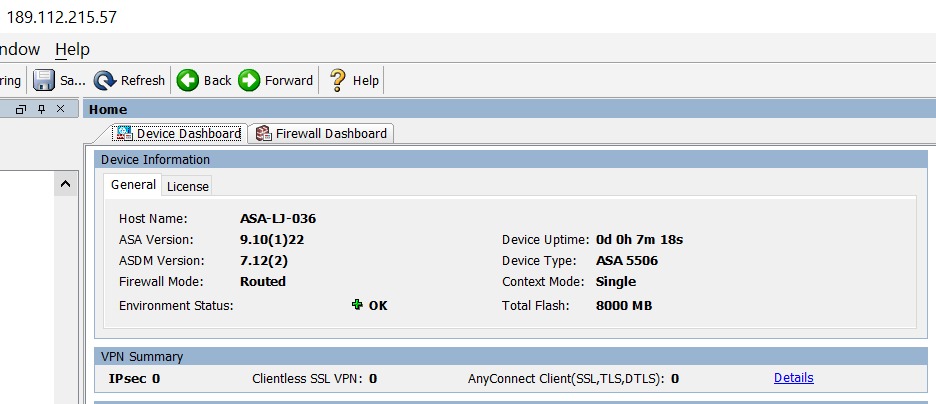 189.112.215.57
ndow Help
ring Sa... Refresh Back Forward Help
Home
Device Dashboard Firewall Dashboard
Device Information
General License
Host Name: ASA-LJ-036
ASA Version: 9.10(1)22 Device Uptime: 0d 0h 7m 18s
ASDM Version: 7.12(2) Device Type: ASA 5506
Firewall Mode: Routed Context Mode: Single
Environment Status: OK Total Flash: 8000 MB
VPN Summary
IPsec 0 Clientless SSL VPN: 0 AnyConnect Client(SSL,TLS,DTLS): 0 Details